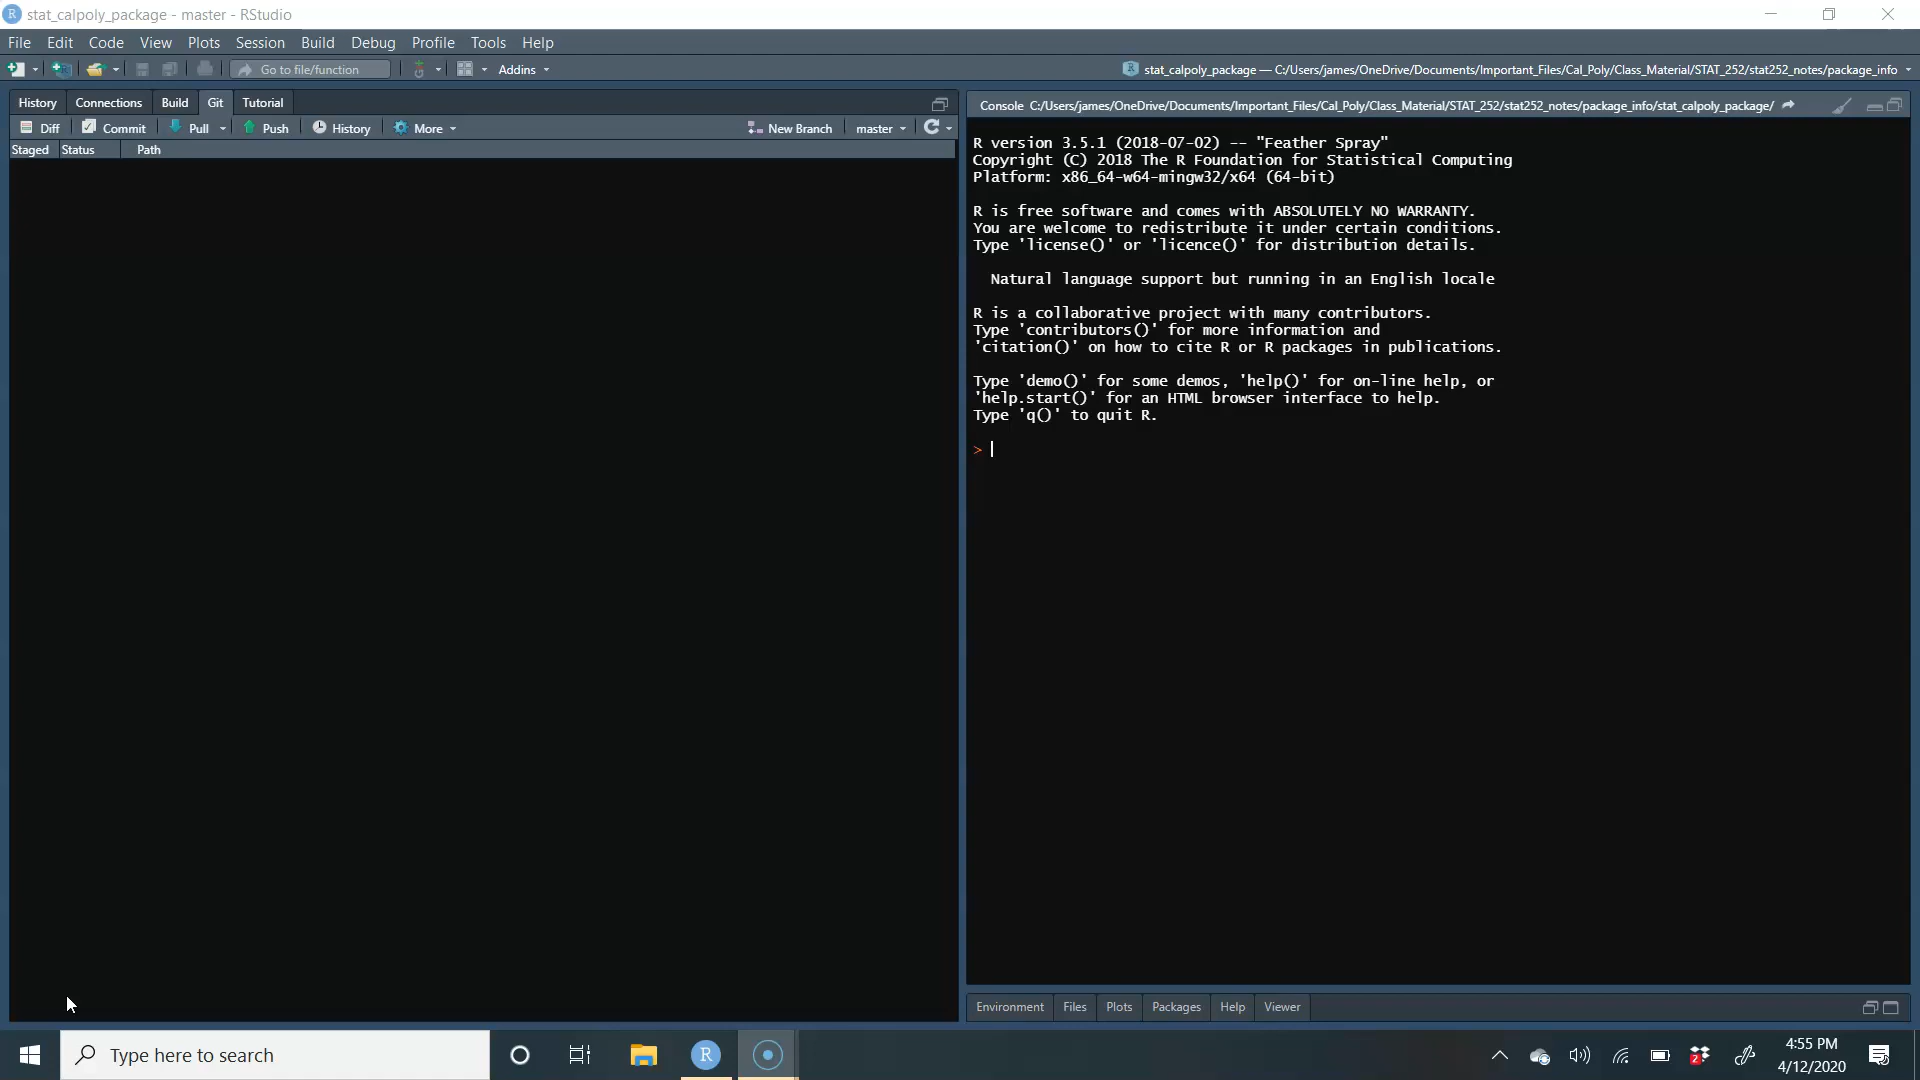 stat_calpoly_package - master - RStudio
File Edit Code View Plots Session Build Debug Profile Tools Help
Go to file/function Addins stat_calpoly_package — C:/Users/james/OneDrive/Documents/Important_Files/Cal_Poly/Class_Material/STAT_252/stat252_notes/package_info
History Connections Build Git Tutorial
Diff Commit Pull Push History More New Branch master
Staged Status Path
Console C:/Users/james/OneDrive/Documents/Important_Files/Cal_Poly/Class_Material/STAT_252/stat252_notes/package_info/stat_calpoly_package/
R version 3.5.1 (2018-07-02) -- "Feather Spray"
Copyright (C) 2018 The R Foundation for Statistical Computing
Platform: x86_64-w64-mingw32/x64 (64-bit)
R is free software and comes with ABSOLUTELY NO WARRANTY.
You are welcome to redistribute it under certain conditions.
Type 'license()' or 'licence()' for distribution details.
Natural language support but running in an English locale
R is a collaborative project with many contributors.
Type 'contributors()' for more information and
'citation()' on how to cite R or R packages in publications.
Type 'demo()' for some demos, 'help()' for on-line help, or
'help.start()' for an HTML browser interface to help.
Type 'q()' to quit R.
>
Environment Files Plots Packages Help Viewer
Type here to search
R
2
4:55 PM
4/12/2020